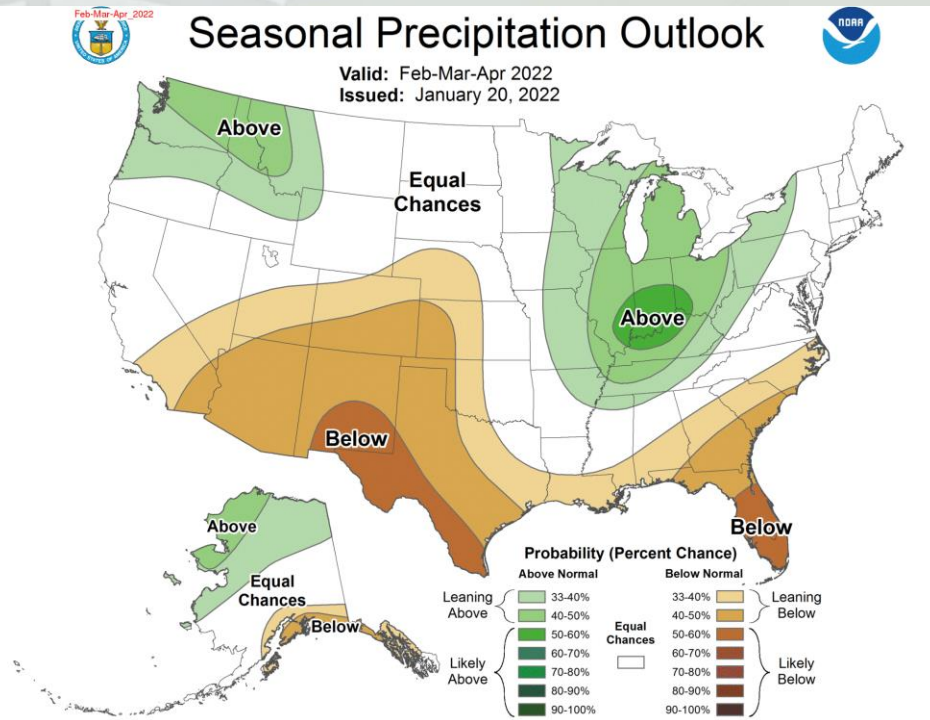 Feb-Mar-Apr_2022
Seasonal Precipitation Outlook
NOAA
Valid: Feb-Mar-Apr 2022
Issued: January 20, 2022
Above
Equal
Chances
Above
Below
Below
Above
Equal
Chances
Below
Probability (Percent Chance)
Above Normal
Below Normal
Leaning
Above
33-40%
40-50%
50-60%
60-70%
70-80%
80-90%
90-100%
Likely
Above
Equal
Chances
33-40%
40-50%
50-60%
60-70%
70-80%
80-90%
90-100%
Leaning
Below
Likely
Below